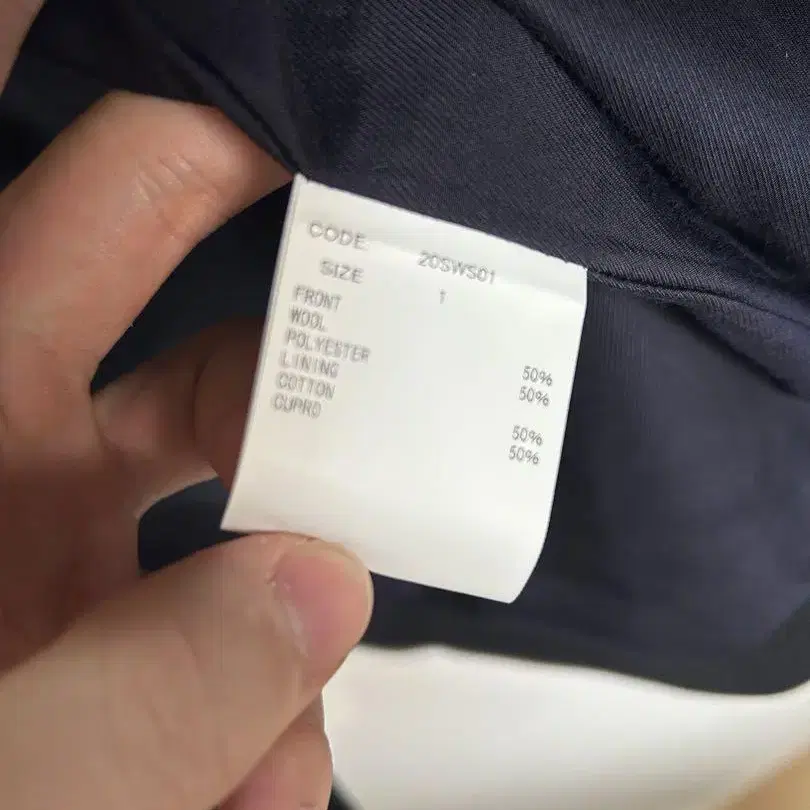 CODE 20SWS01
SIZE 1
FRONT
WOOL 50%
POLYESTER 50%
LINING
COTTON 50%
CUPRO 50%